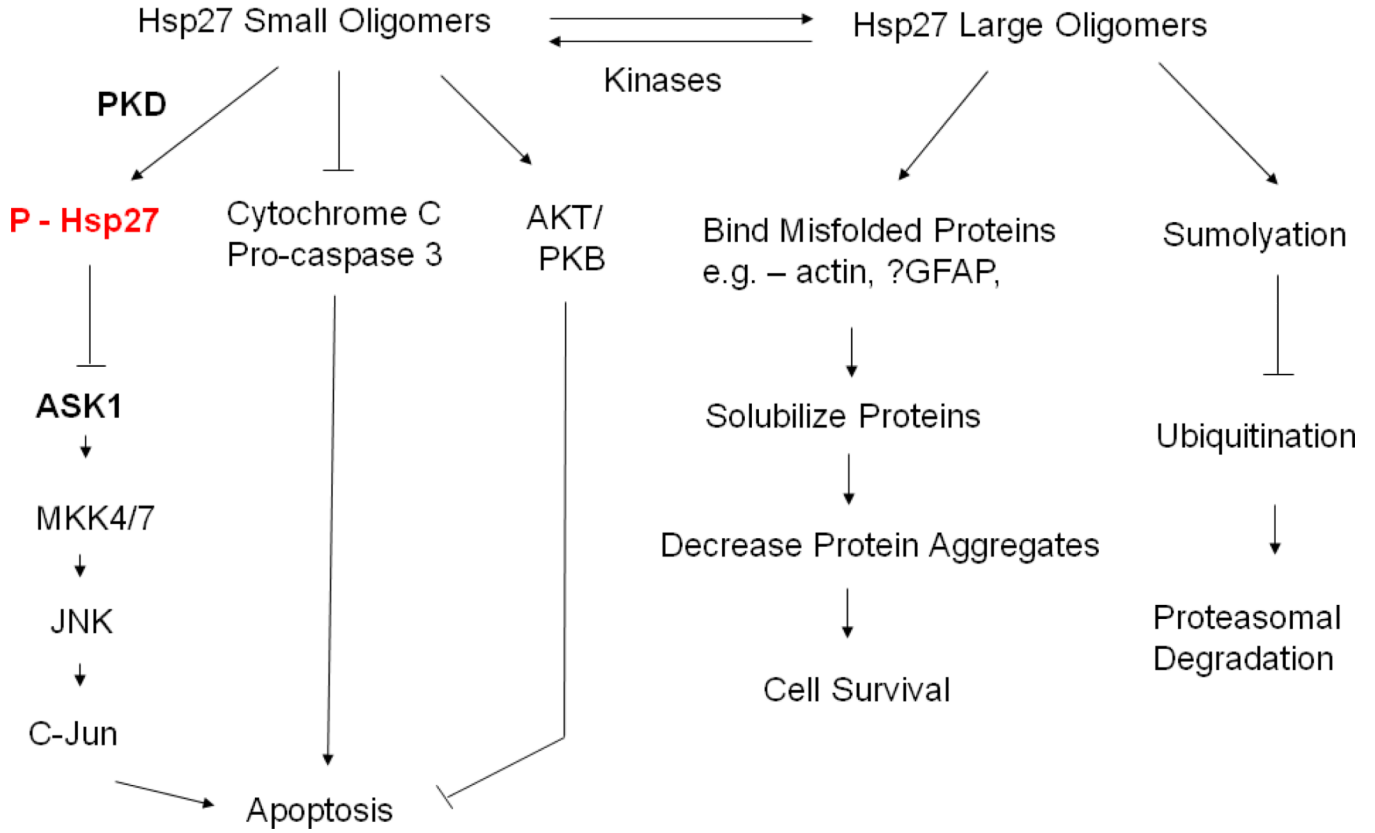 Hsp27 Small Oligomers
Hsp27 Large Oligomers
Kinases
PKD
P - Hsp27
Cytochrome C
Pro-caspase 3
AKT/
PKB
Bind Misfolded Proteins
e.g. – actin, ?GFAP,
Sumolyation
ASK1
Solubilize Proteins
Ubiquitination
MKK4/7
Decrease Protein Aggregates
JNK
Proteasomal
Degradation
Cell Survival
C-Jun
Apoptosis